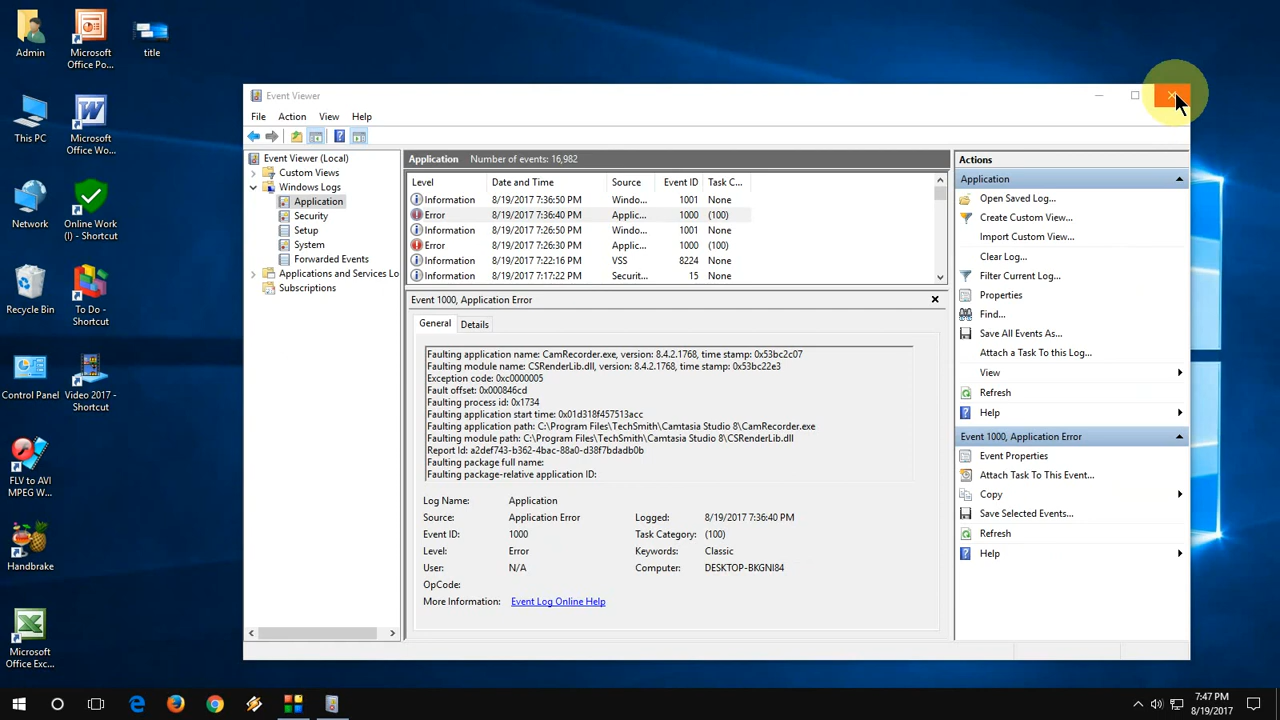 Admin
Microsoft
Office Po...
title
This PC
Microsoft
Office Wo...
Network
Online Work
(I) - Shortcut
Recycle Bin
To Do -
Shortcut
Control Panel
Video 2017 -
Shortcut
FLV to AVI
MPEG W...
Handbrake
Microsoft
Office Exc...
Event Viewer
File Action View Help
Event Viewer (Local)
Custom Views
Windows Logs
Application
Security
Setup
System
Forwarded Events
Applications and Services Lo
Subscriptions
Application Number of events: 16,982
Level Date and Time Source Event ID Task C...
Information 8/19/2017 7:36:50 PM Windo... 1001 None
Error 8/19/2017 7:36:40 PM Applic... 1000 (100)
Information 8/19/2017 7:26:50 PM Windo... 1001 None
Error 8/19/2017 7:26:30 PM Applic... 1000 (100)
Information 8/19/2017 7:22:16 PM VSS 8224 None
Information 8/19/2017 7:17:22 PM Securit... 15 None
Event 1000, Application Error
General Details
Faulting application name: CamRecorder.exe, version: 8.4.2.1768, time stamp: 0x53bc2c07
Faulting module name: CSRenderLib.dll, version: 8.4.2.1768, time stamp: 0x53bc22e3
Exception code: 0xc0000005
Fault offset: 0x000846cd
Faulting process id: 0x1734
Faulting application start time: 0x01d318f457513acc
Faulting application path: C:\Program Files\TechSmith\Camtasia Studio 8\CamRecorder.exe
Faulting module path: C:\Program Files\TechSmith\Camtasia Studio 8\CSRenderLib.dll
Report Id: a2def743-b362-4bac-88a0-d38f7bdadb0b
Faulting package full name:
Faulting package-relative application ID:
Log Name: Application
Source: Application Error Logged: 8/19/2017 7:36:40 PM
Event ID: 1000 Task Category: (100)
Level: Error Keywords: Classic
User: N/A Computer: DESKTOP-BKGNI84
OpCode:
More Information: Event Log Online Help
Actions
Application
Open Saved Log...
Create Custom View...
Import Custom View...
Clear Log...
Filter Current Log...
Properties
Find...
Save All Events As...
Attach a Task To this Log...
View
Refresh
Help
Event 1000, Application Error
Event Properties
Attach Task To This Event...
Copy
Save Selected Events...
Refresh
Help
7:47 PM
8/19/2017